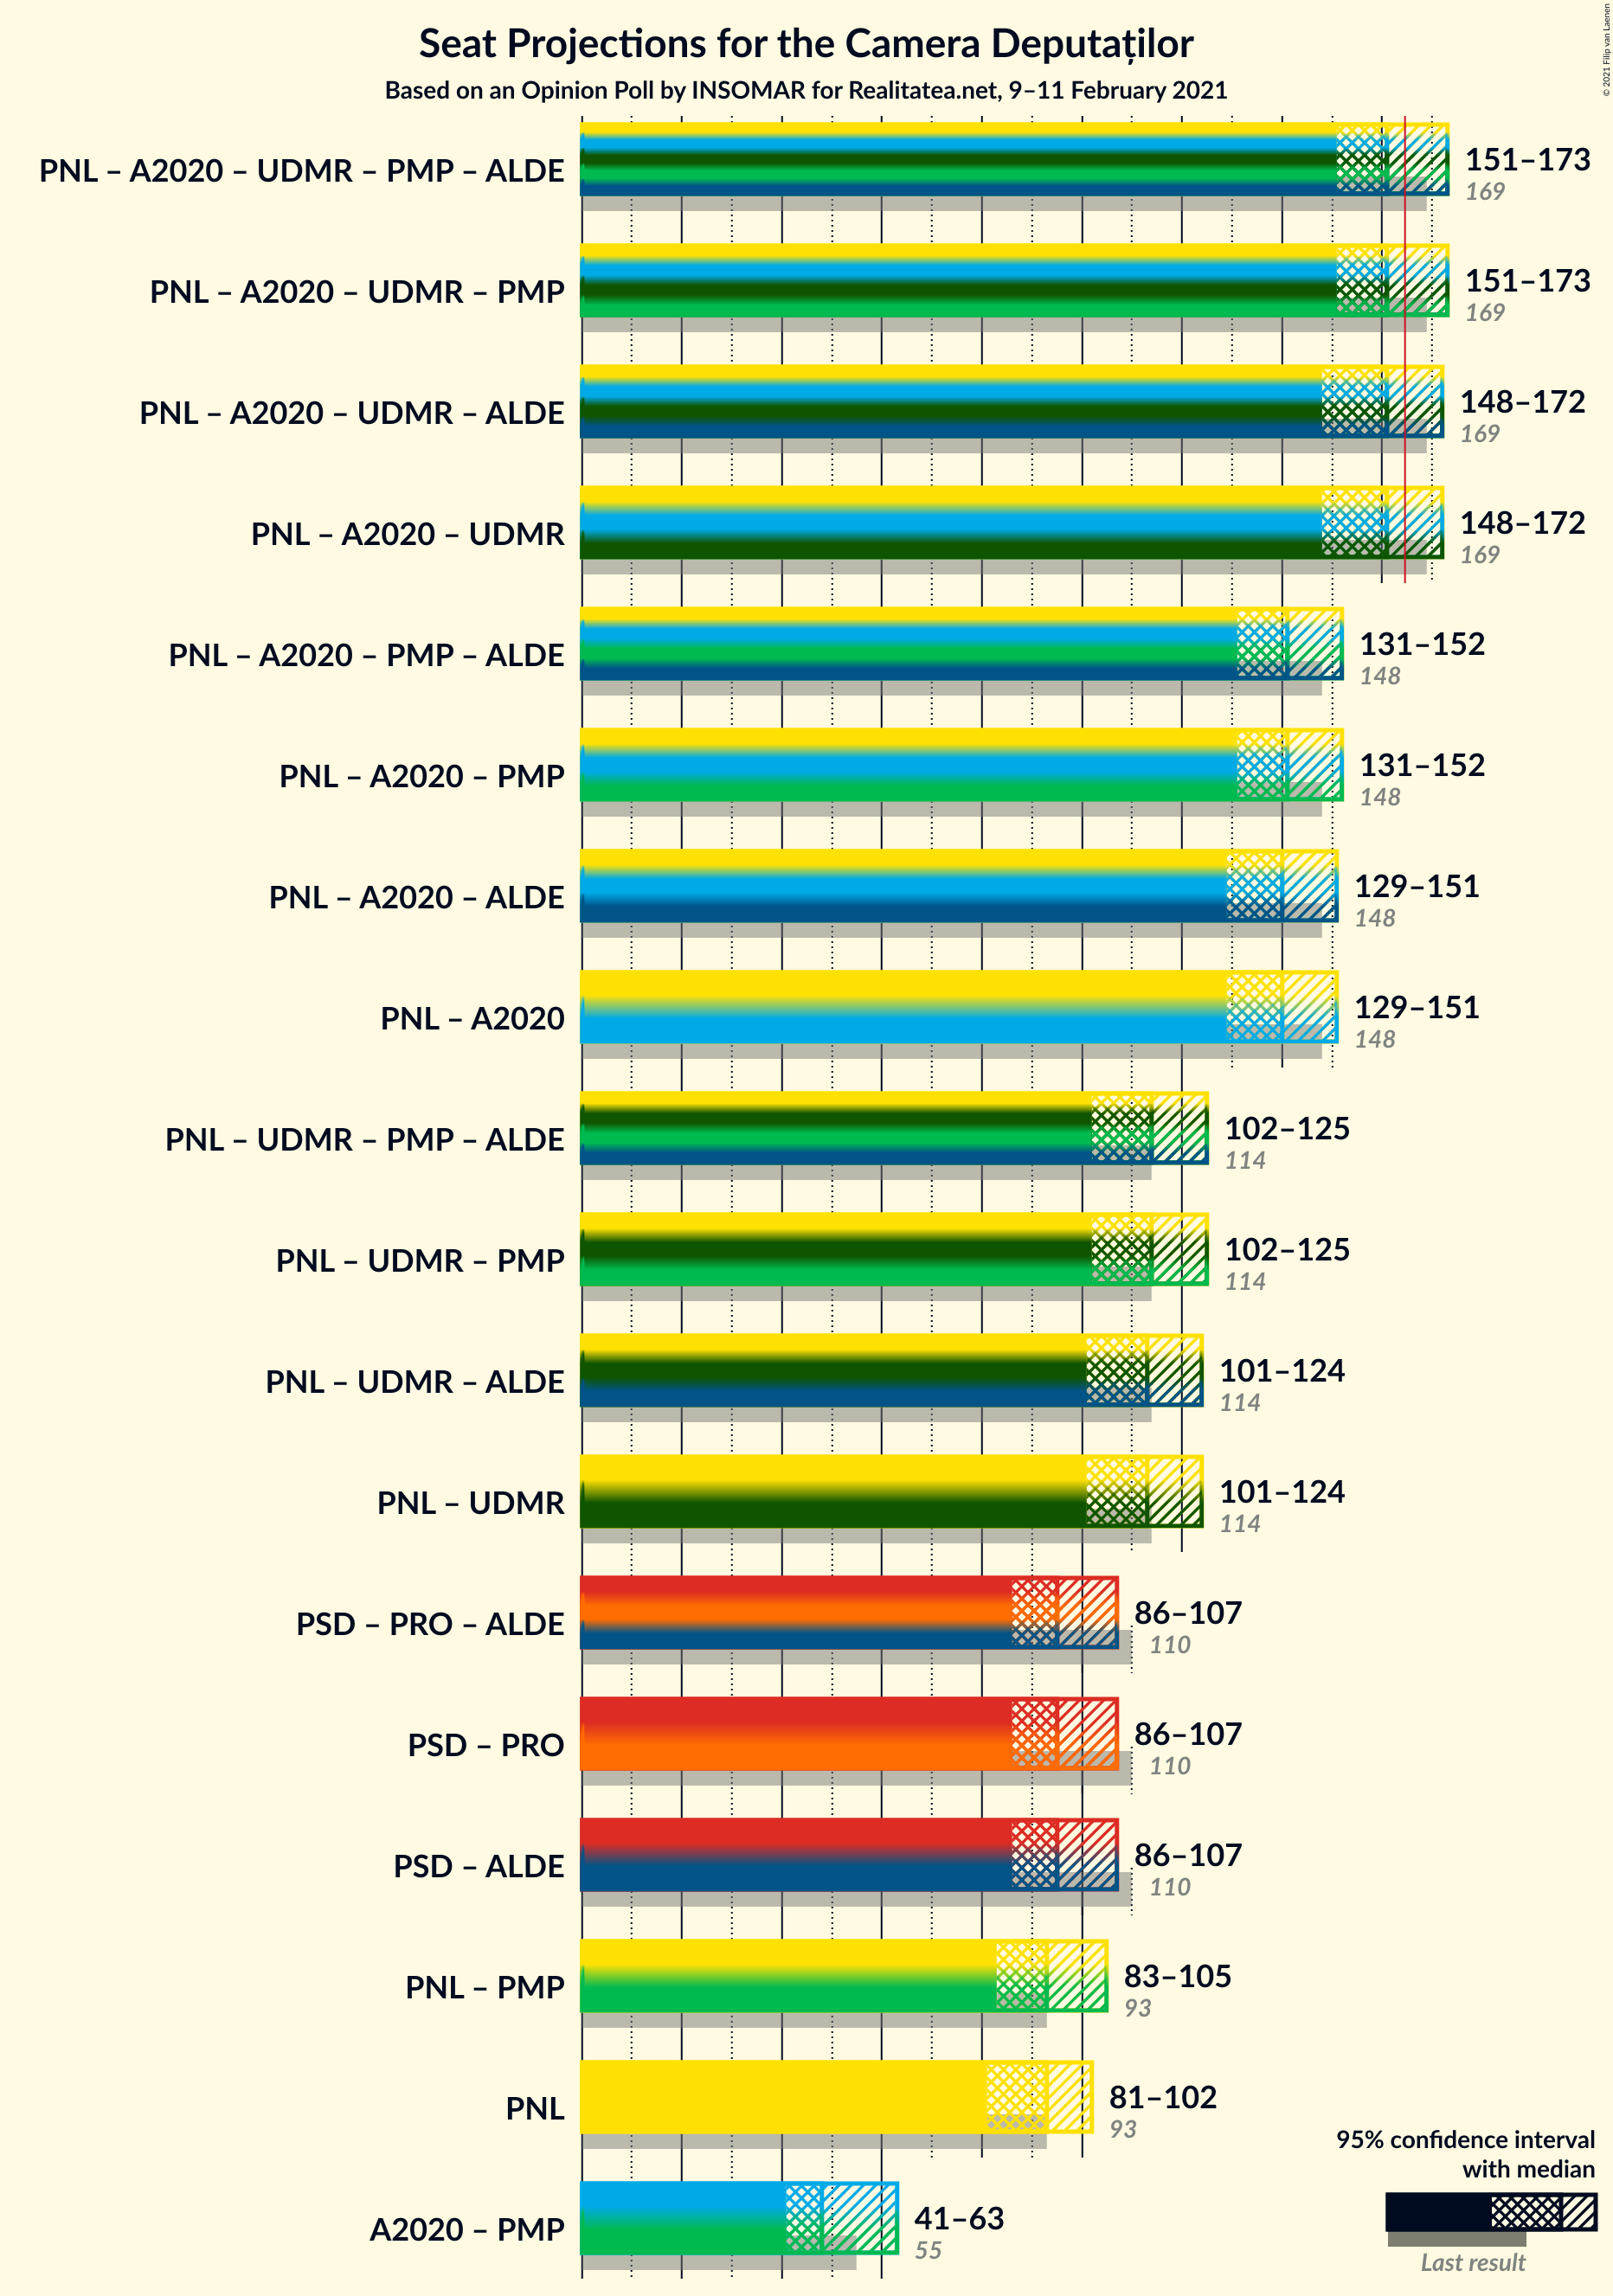 Seat Projections for the Camera Deputaților
Based on an Opinion Poll by INSOMAR for Realitatea.net, 9–11 February 2021
© 2021 Filip van Laenen
PNL – A2020 – UDMR – PMP – ALDE
151–173
169
PNL – A2020 – UDMR – PMP
151–173
169
PNL – A2020 – UDMR – ALDE
148–172
169
PNL – A2020 – UDMR
148–172
169
PNL – A2020 – PMP – ALDE
131–152
148
PNL – A2020 – PMP
131–152
148
PNL – A2020 – ALDE
129–151
148
PNL – A2020
129–151
148
PNL – UDMR – PMP – ALDE
102–125
114
PNL – UDMR – PMP
102–125
114
PNL – UDMR – ALDE
101–124
114
PNL – UDMR
101–124
114
PSD – PRO – ALDE
86–107
110
PSD – PRO
86–107
110
PSD – ALDE
86–107
110
PNL – PMP
83–105
93
PNL
81–102
93
A2020 – PMP
41–63
55
95% confidence interval
with median
Last result